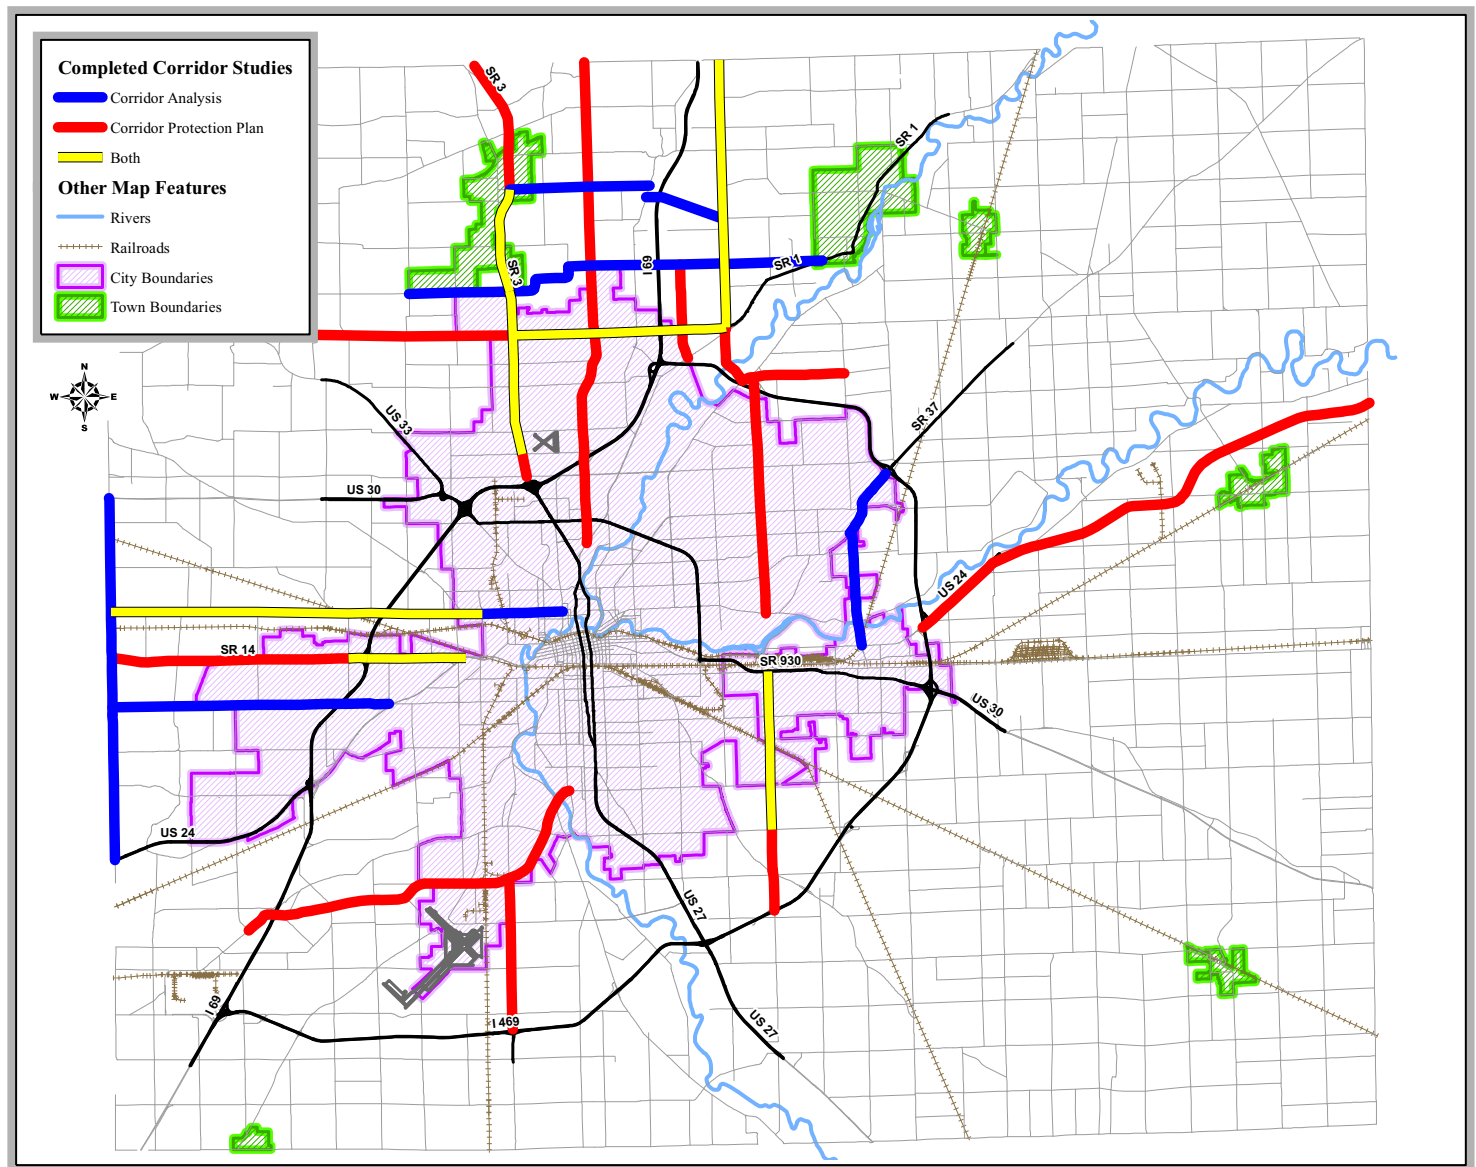 Completed Corridor Studies
Corridor Analysis
Corridor Protection Plan
Both
Other Map Features
Rivers
Railroads
City Boundaries
Town Boundaries
SR 3
SR 1
SR 3
I 69
SR 1
N
W
E
S
US 33
SR 37
US 30
US 24
SR 14
SR 930
US 30
US 24
US 27
I 69
I 469
US 27